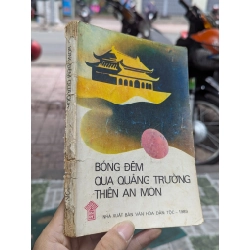 BÓNG ĐÊM
QUA QUẢNG TRƯỜNG
THIÊN AN MÔN
NHÀ XUẤT BẢN VĂN HÓA DÂN TỘC - 1989